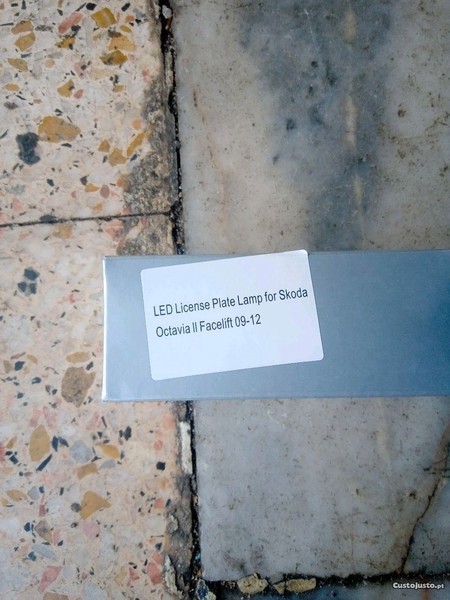 LED License Plate Lamp for Skoda
Octavia II Facelift 09-12
CustoJusto.pt